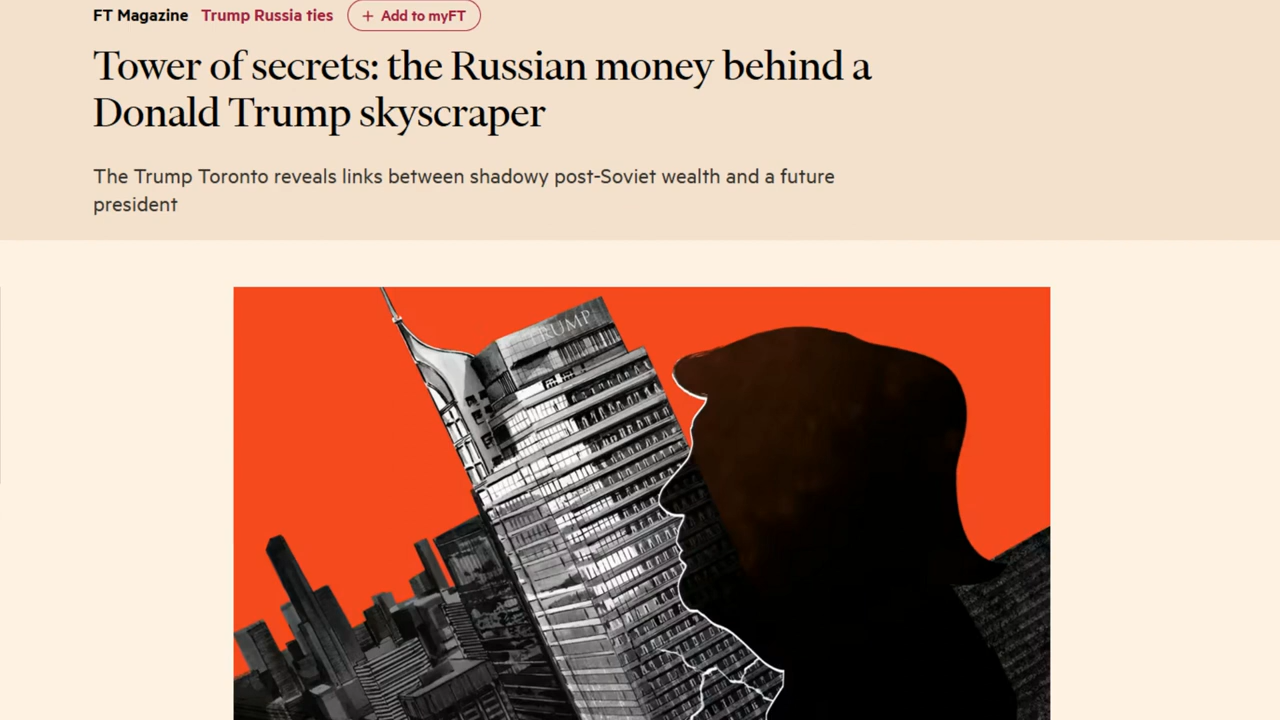 FT Magazine Trump Russia ties + Add to myFT
Tower of secrets: the Russian money behind a
Donald Trump skyscraper
The Trump Toronto reveals links between shadowy post-Soviet wealth and a future
president
TRUMP